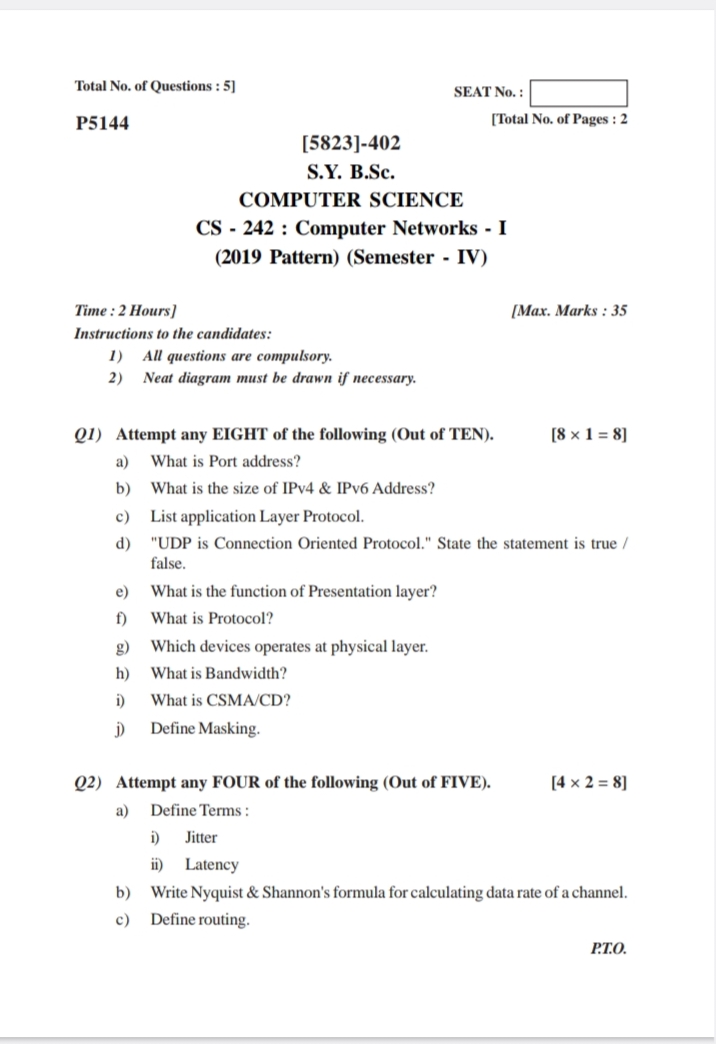 Total No. of Questions : 5]
SEAT No. :
P5144
[Total No. of Pages : 2
[5823]-402
S.Y. B.Sc.
COMPUTER SCIENCE
CS - 242 : Computer Networks - I
(2019 Pattern) (Semester - IV)
Time : 2 Hours]
[Max. Marks : 35
Instructions to the candidates:
1) All questions are compulsory.
2) Neat diagram must be drawn if necessary.
Q1) Attempt any EIGHT of the following (Out of TEN). [8 × 1 = 8]
a) What is Port address?
b) What is the size of IPv4 & IPv6 Address?
c) List application Layer Protocol.
d) "UDP is Connection Oriented Protocol." State the statement is true /
false.
e) What is the function of Presentation layer?
f) What is Protocol?
g) Which devices operates at physical layer.
h) What is Bandwidth?
i) What is CSMA/CD?
j) Define Masking.
Q2) Attempt any FOUR of the following (Out of FIVE). [4 × 2 = 8]
a) Define Terms :
i) Jitter
ii) Latency
b) Write Nyquist & Shannon's formula for calculating data rate of a channel.
c) Define routing.
P.T.O.